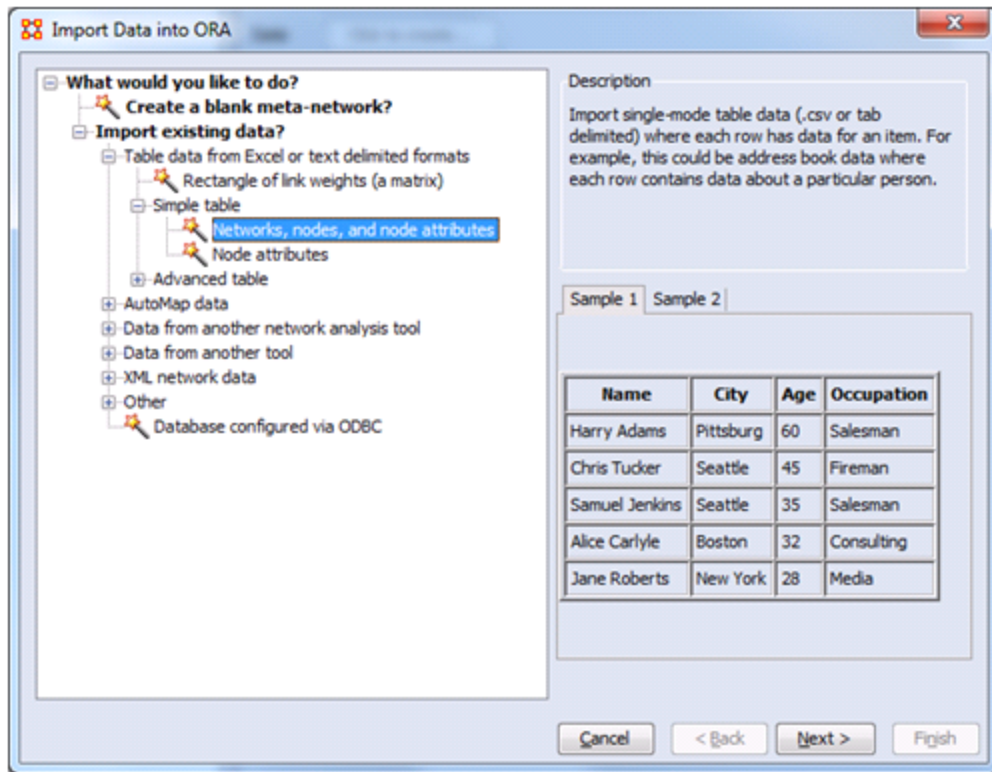 Import Data into ORA
What would you like to do?
Create a blank meta-network?
Import existing data?
Table data from Excel or text delimited formats
Rectangle of link weights (a matrix)
Simple table
Networks, nodes, and node attributes
Node attributes
Advanced table
AutoMap data
Data from another network analysis tool
Data from another tool
XML network data
Other
Database configured via ODBC
Description
Import single-mode table data (.csv or tab
delimited) where each row has data for an item. For
example, this could be address book data where
each row contains data about a particular person.
Sample 1 Sample 2
Name City Age Occupation
Harry Adams Pittsburg 60 Salesman
Chris Tucker Seattle 45 Fireman
Samuel Jenkins Seattle 35 Salesman
Alice Carlyle Boston 32 Consulting
Jane Roberts New York 28 Media
Cancel < Back Next > Finish